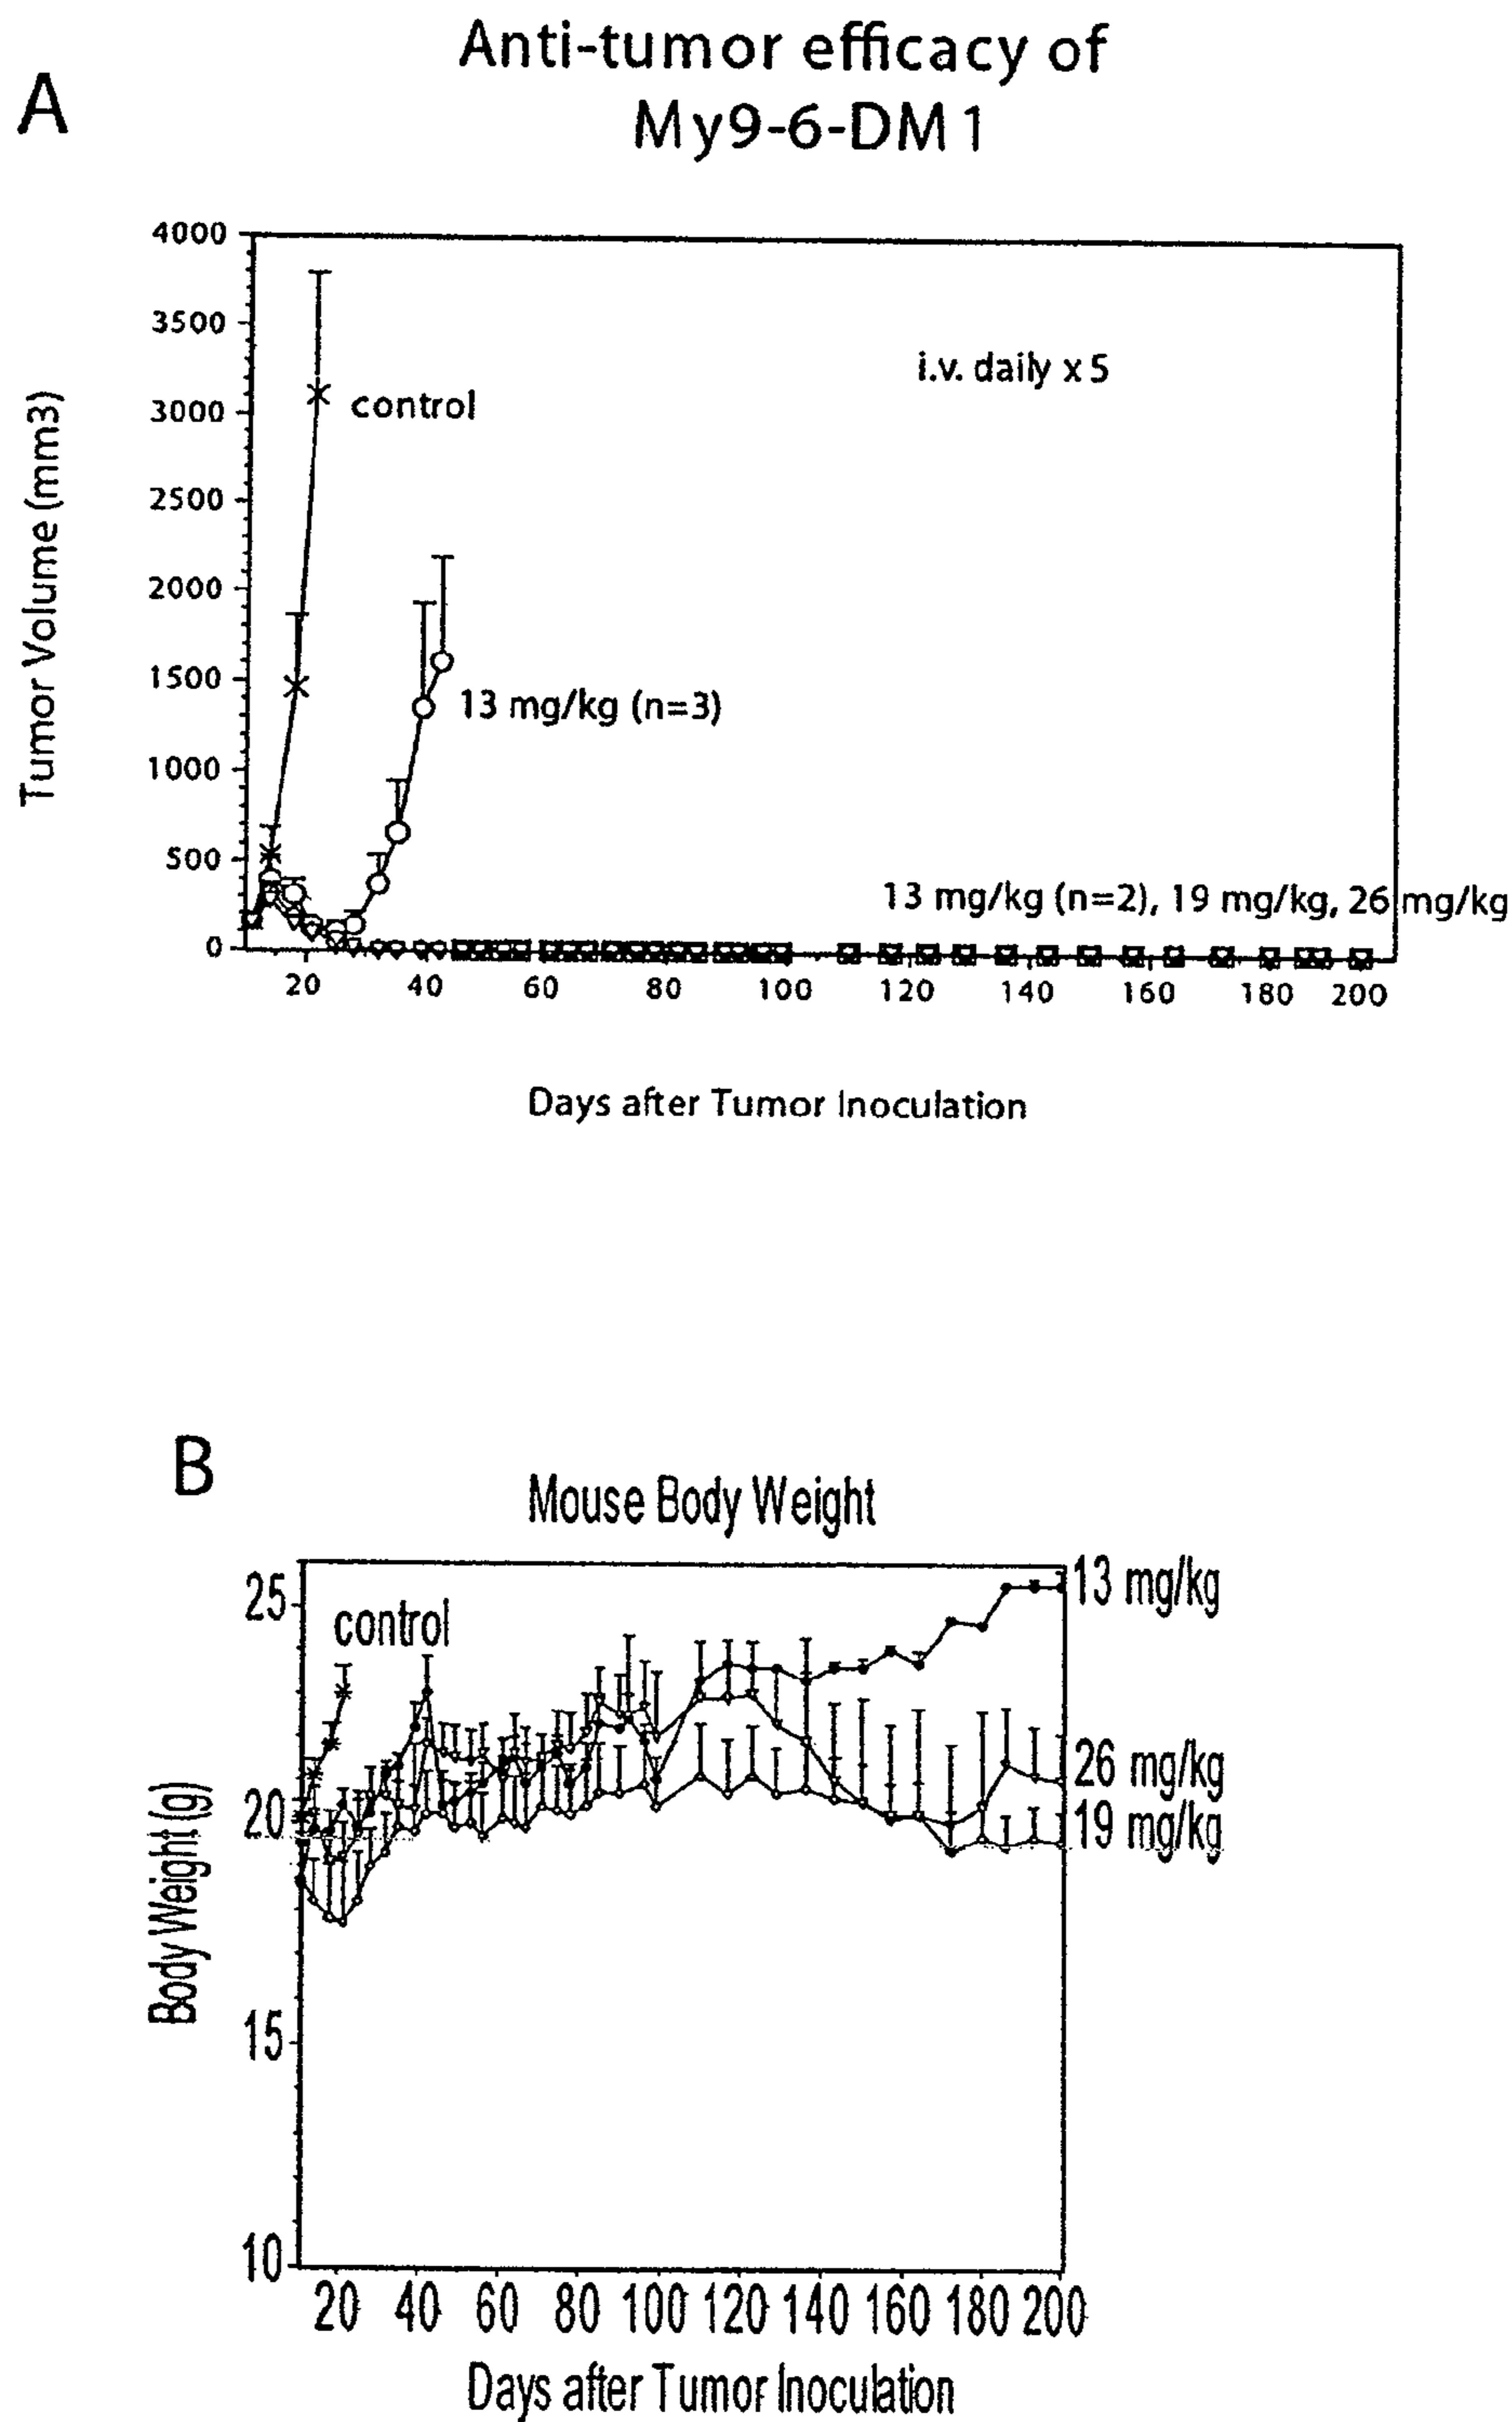 Anti-tumor efficacy of
My9-6-DM1
A
4000
3500
3000
2500
2000
1500
1000
500
0
Tumor Volume (mm3)
i.v. daily x 5
control
13 mg/kg (n=3)
13 mg/kg (n=2), 19 mg/kg, 26 mg/kg
20 40 60 80 100 120 140 160 180 200
Days after Tumor Inoculation
B
Mouse Body Weight
25
20
15
10
Body Weight (g)
control
13 mg/kg
26 mg/kg
19 mg/kg
20 40 60 80 100 120 140 160 180 200
Days after Tumor Inoculation